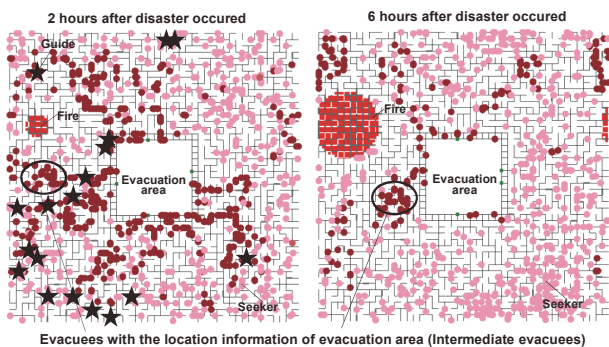 2 hours after disaster occured
6 hours after disaster occured
Guide
Fire
Evacuation
area
Seeker
Fire
Evacuation
area
Seeker
Evacuees with the location information of evacuation area (Intermediate evacuees)